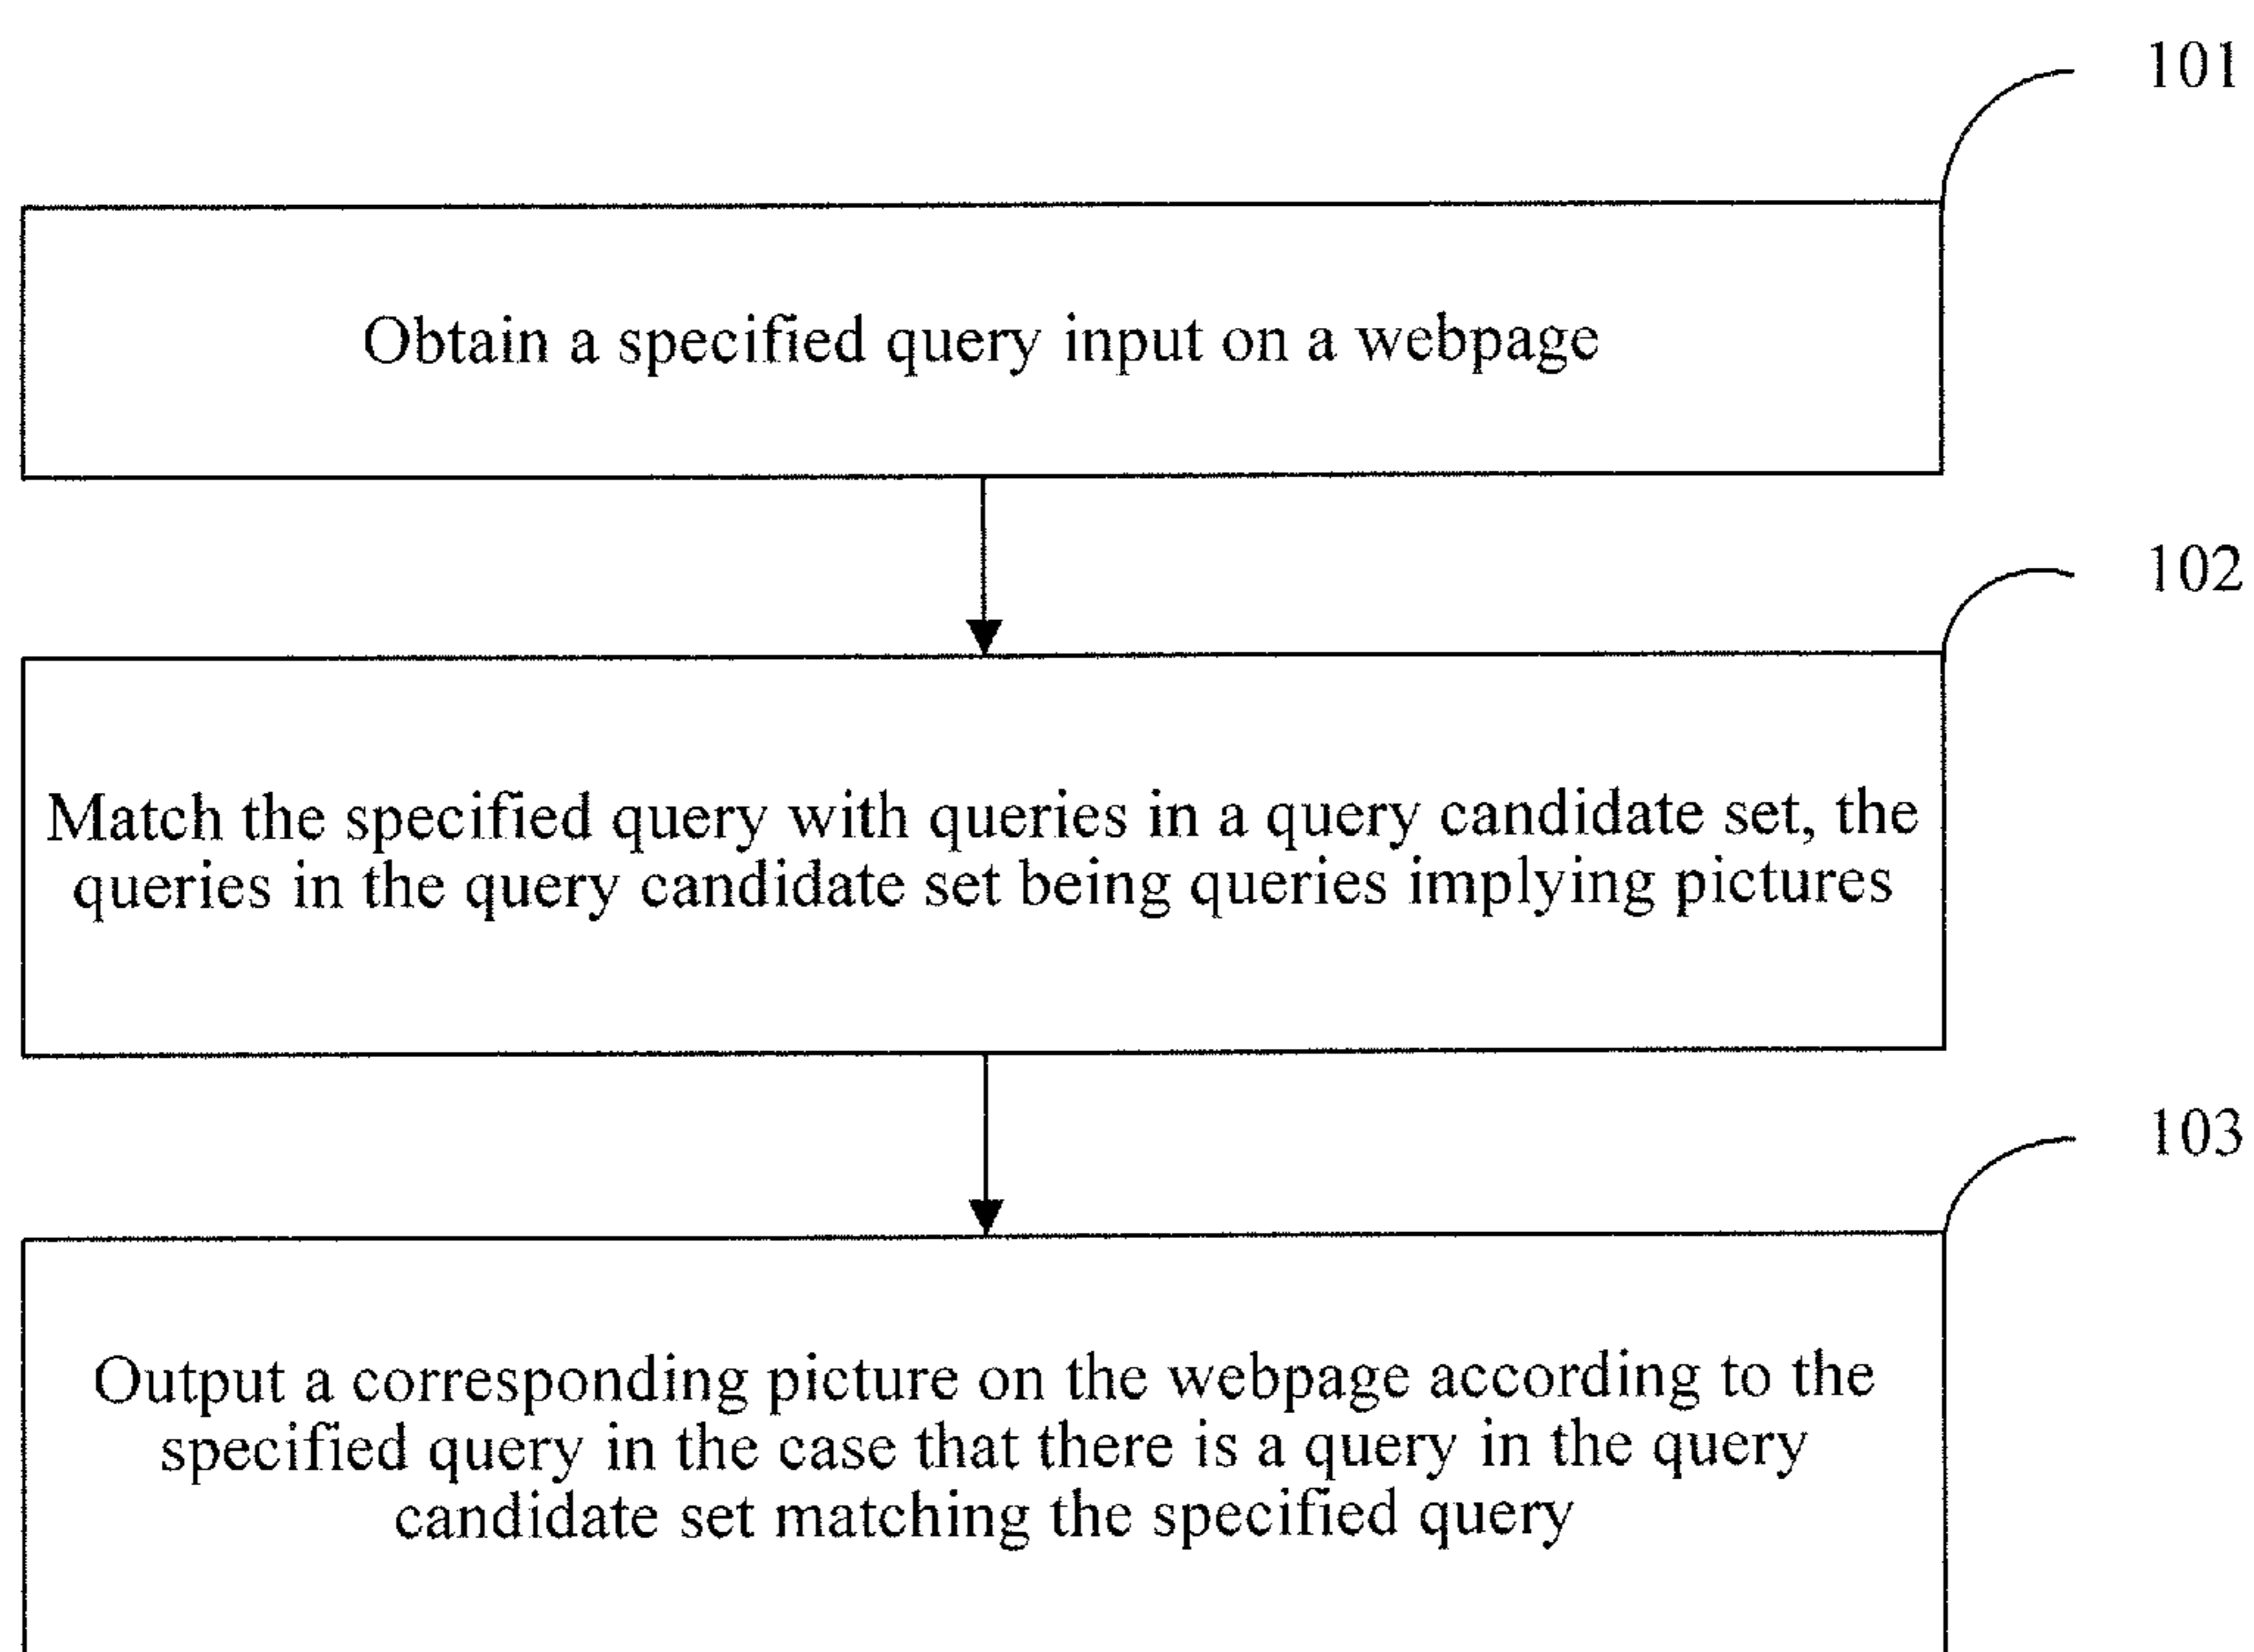 101
Obtain a specified query input on a webpage
102
Match the specified query with queries in a query candidate set, the
queries in the query candidate set being queries implying pictures
103
Output a corresponding picture on the webpage according to the
specified query in the case that there is a query in the query
candidate set matching the specified query